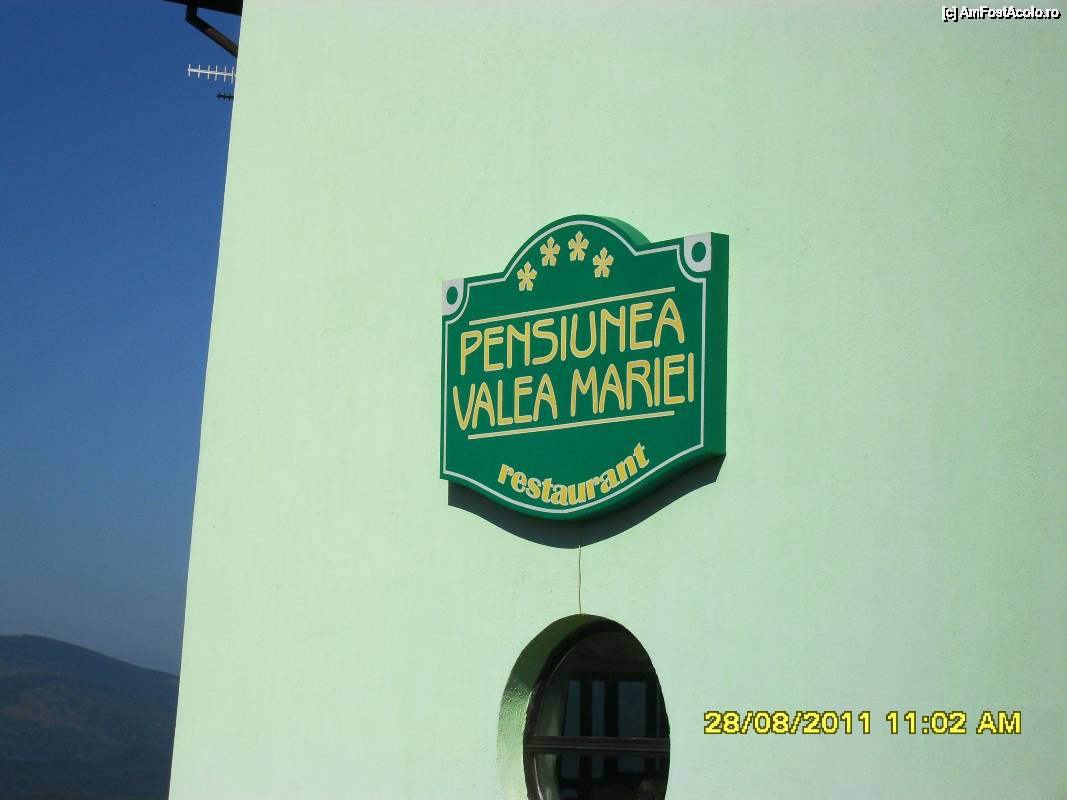 [c] AmFostAcolo.ro
PENSIUNEA
VALEA MARIEI
restaurant
28/08/2011 11:02 AM